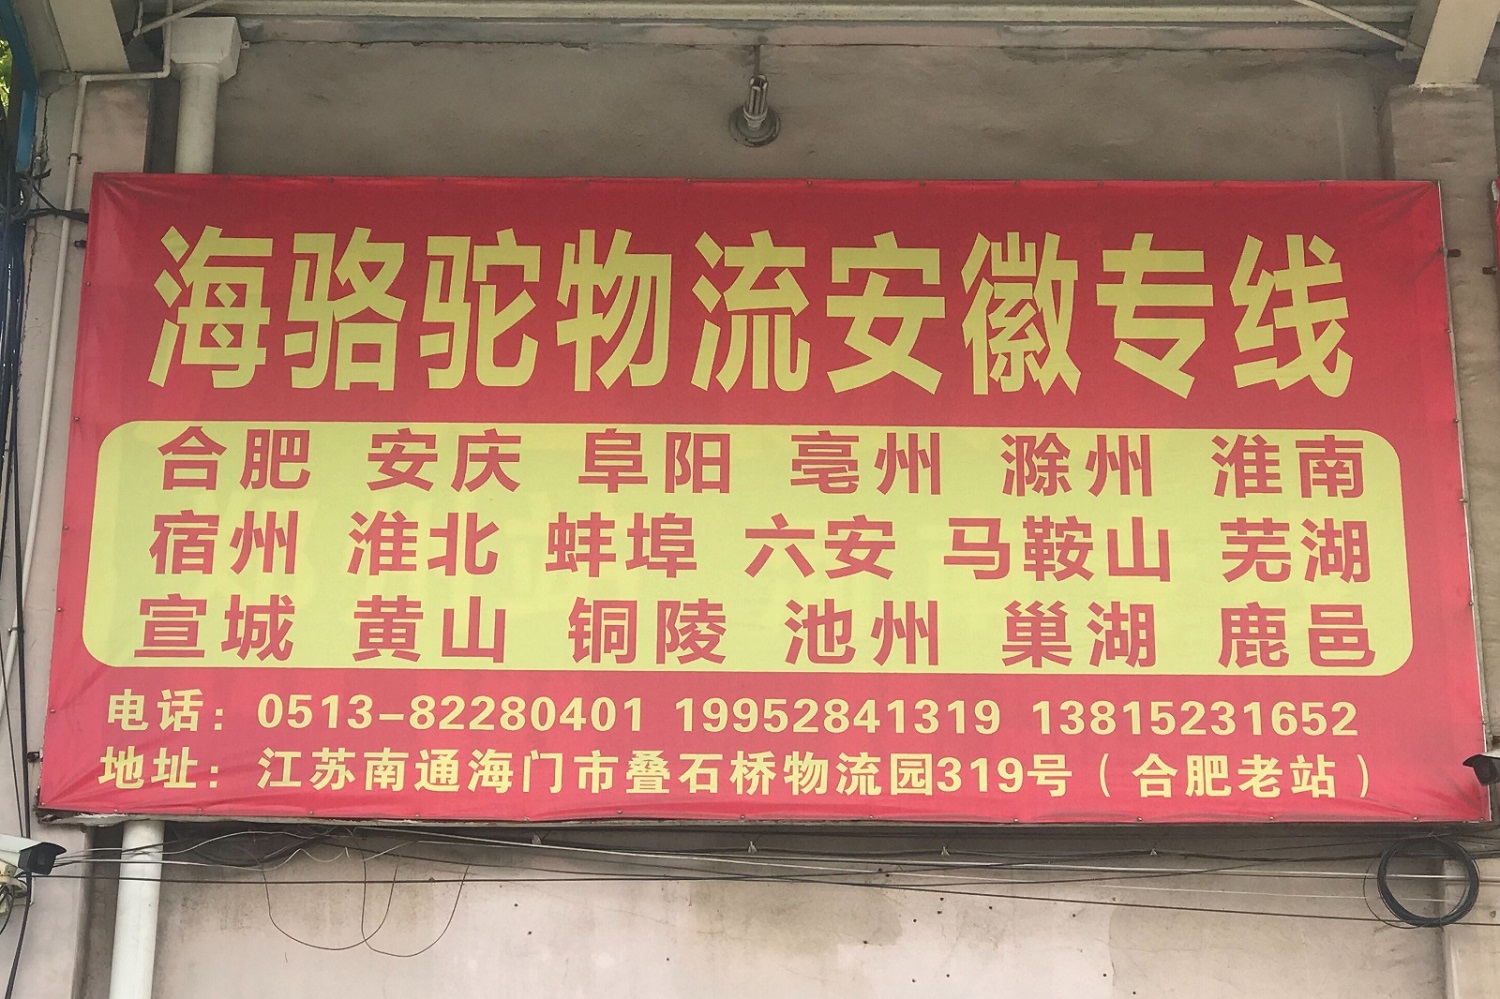 海骆驼物流安徽专线
合肥 安庆 阜阳 亳州 滁州 淮南
宿州 淮北 蚌埠 六安 马鞍山 芜湖
宣城 黄山 铜陵 池州 巢湖 鹿邑
电话：0513-82280401 19952841319 13815231652
地址：江苏南通海门市叠石桥物流园319号（合肥老站）